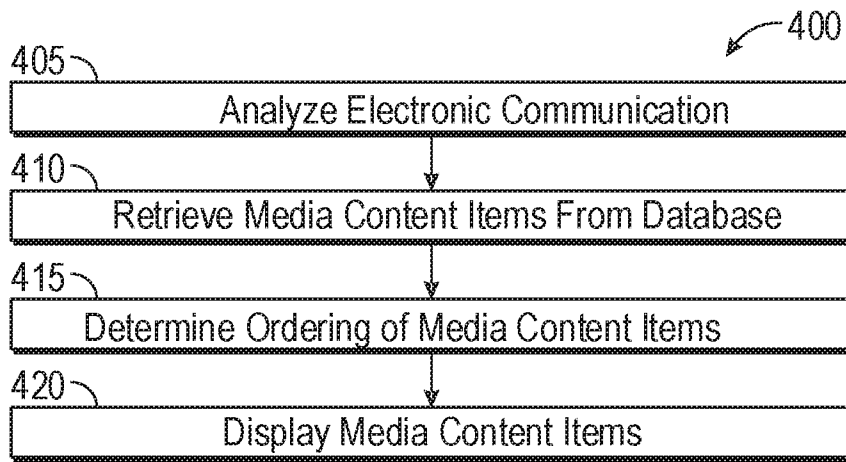 400
405
Analyze Electronic Communication
410
Retrieve Media Content Items From Database
415
Determine Ordering of Media Content Items
420
Display Media Content Items